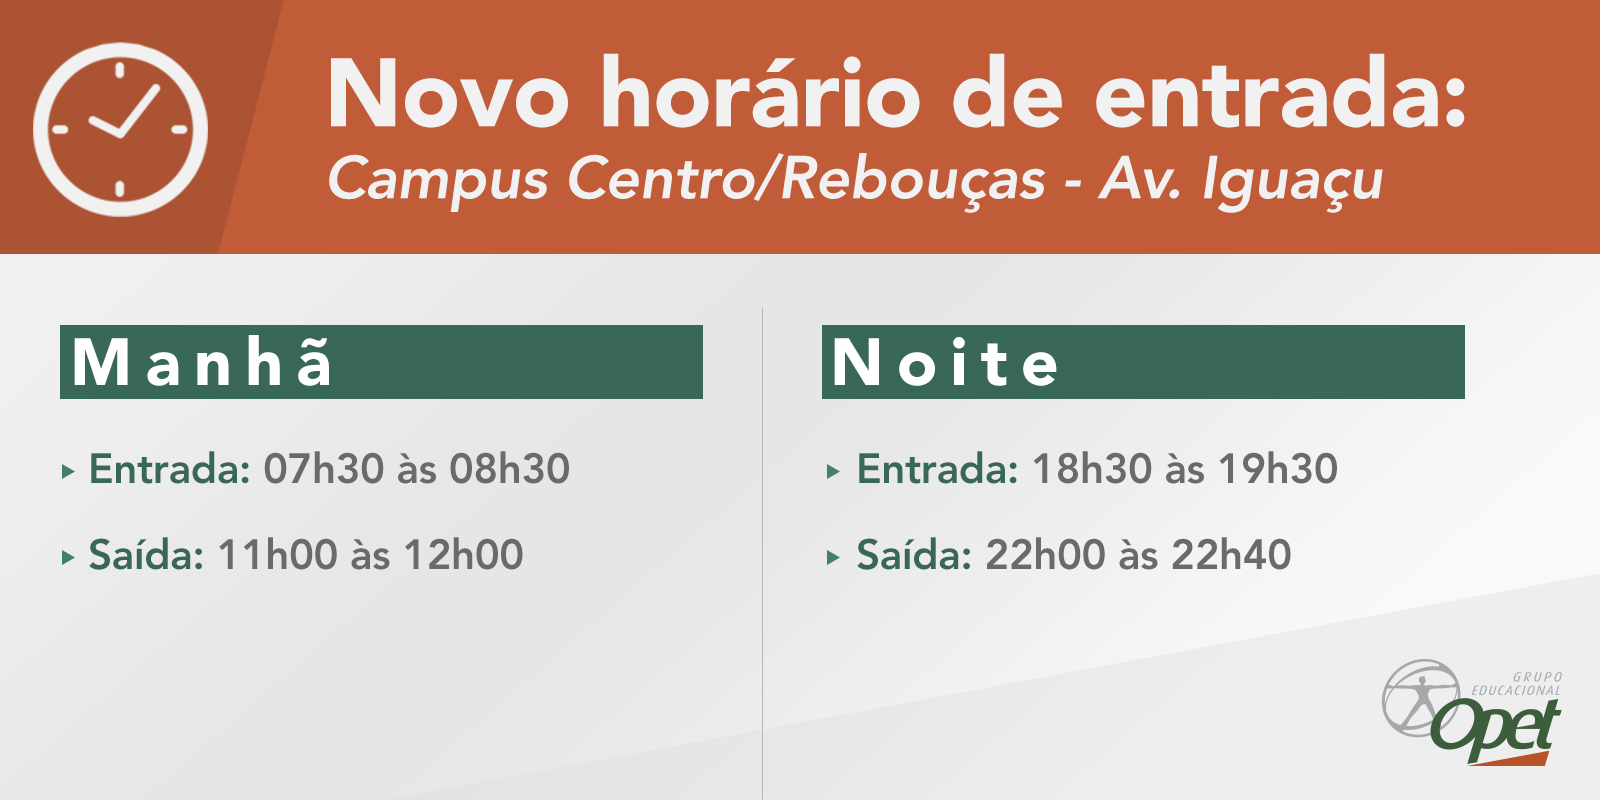 Novo horário de entrada:
Campus Centro/Rebouças - Av. Iguaçu
Manhã
Entrada: 07h30 às 08h30
Saída: 11h00 às 12h00
Noite
Entrada: 18h30 às 19h30
Saída: 22h00 às 22h40
GRUPO
EDUCACIONAL
Opet